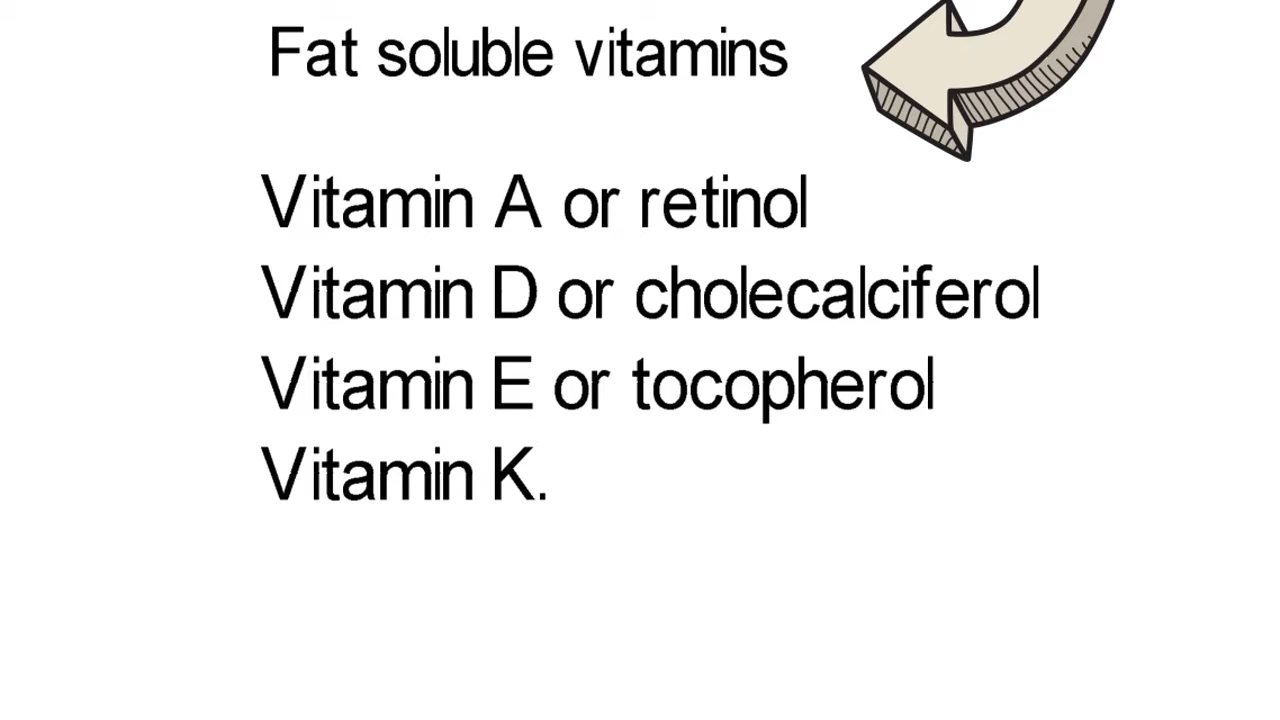 Fat soluble vitamins
Vitamin A or retinol
Vitamin D or cholecalciferol
Vitamin E or tocopherol
Vitamin K.